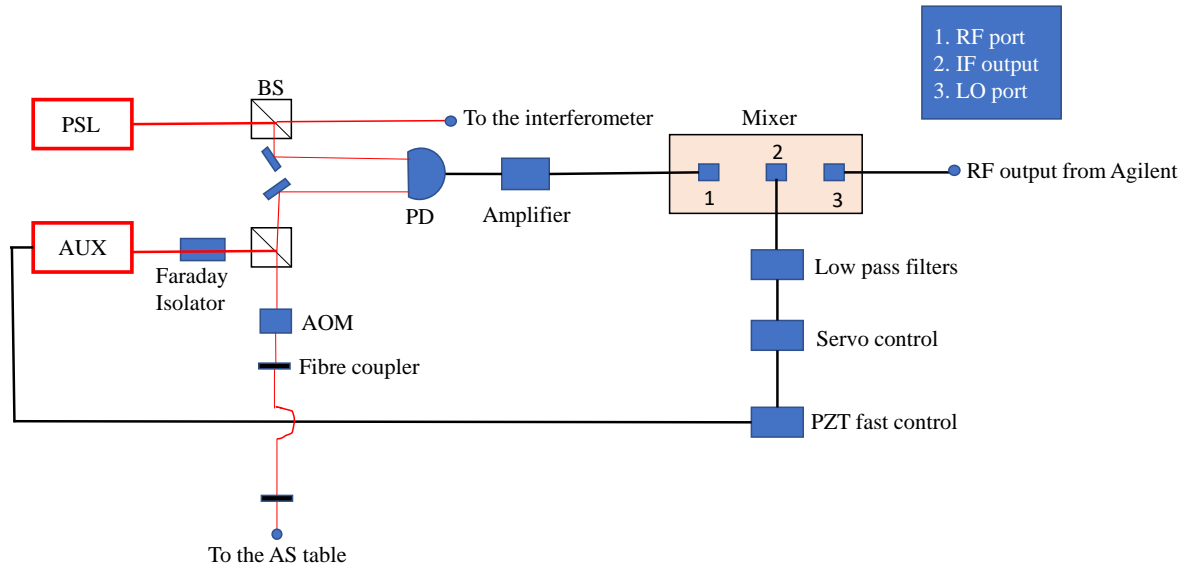 1. RF port
2. IF output
3. LO port
BS
PSL
To the interferometer
Mixer
2
1
3
RF output from Agilent
PD
Amplifier
AUX
Faraday
Isolator
Low pass filters
AOM
Servo control
Fibre coupler
PZT fast control
To the AS table